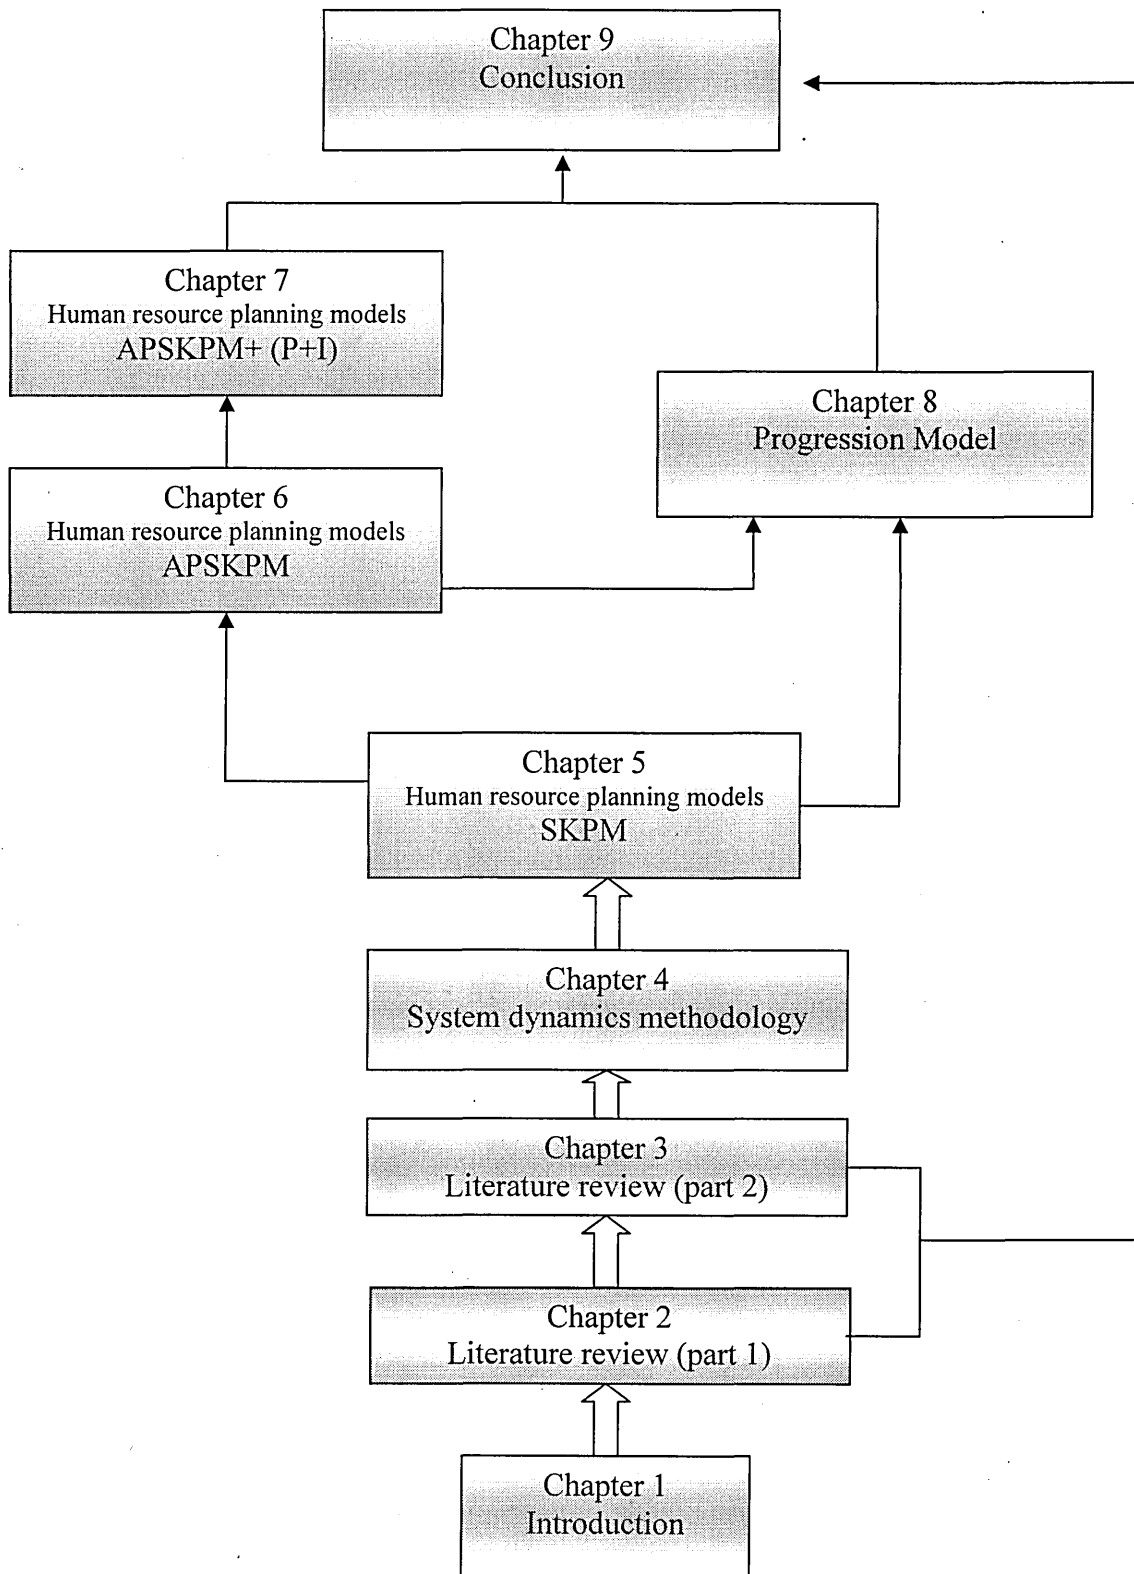 Chapter 9
Conclusion
Chapter 7
Human resource planning models
APSKPM+ (P+I)
Chapter 8
Progression Model
Chapter 6
Human resource planning models
APSKPM
Chapter 5
Human resource planning models
SKPM
Chapter 4
System dynamics methodology
Chapter 3
Literature review (part 2)
Chapter 2
Literature review (part 1)
Chapter 1
Introduction